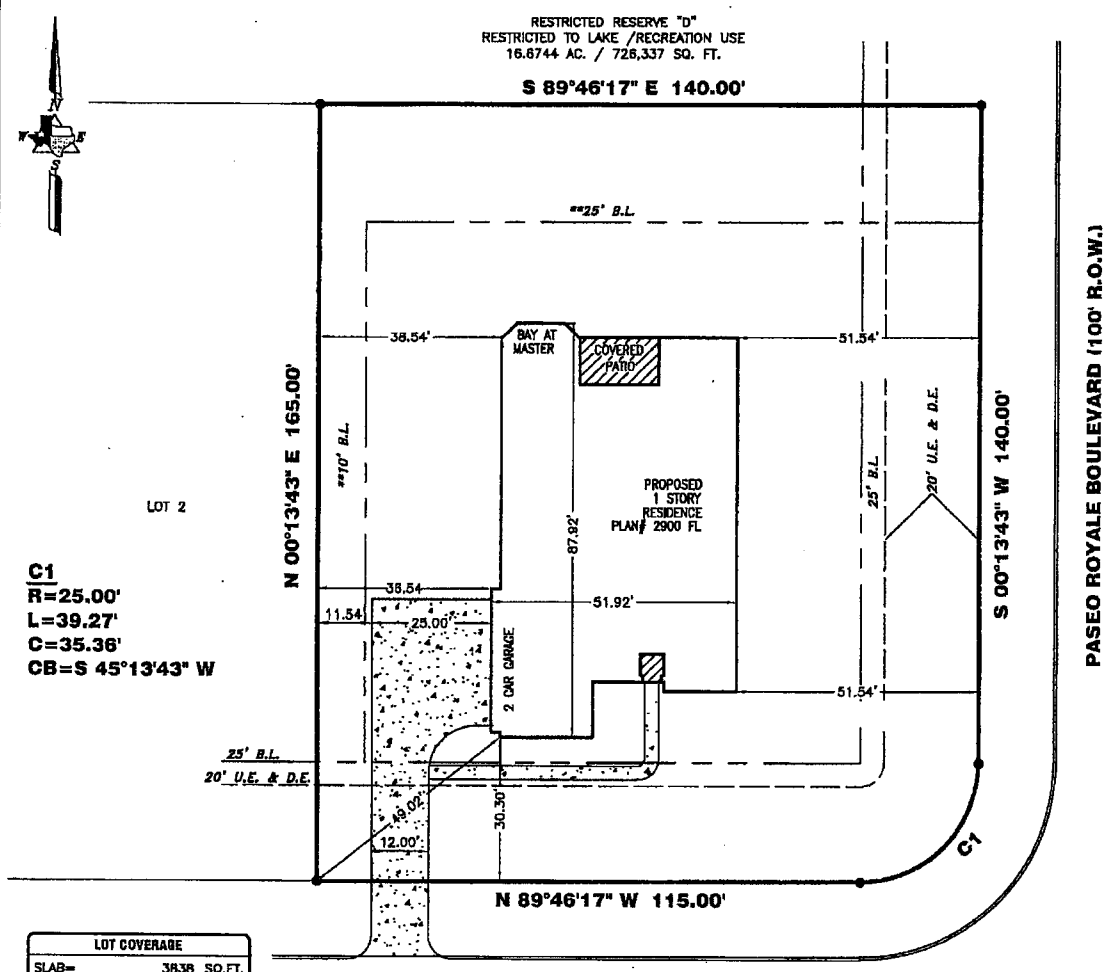 RESTRICTED RESERVE "D"
RESTRICTED TO LAKE /RECREATION USE
16.6744 AC. / 726,337 SQ. FT.
S 89°46'17" E 140.00'
W E
S
**25' B.L.
38.54'
BAY AT
MASTER
COVERED
PATIO
51.54'
N 00°13'43" E 165.00'
**10' B.L.
LOT 2
87.92'
PROPOSED
1 STORY
RESIDENCE
PLAN# 2900 FL
25' B.L.
20' U.E. & D.E.
S 00°13'43" W 140.00'
PASEO ROYALE BOULEVARD (100' R.O.W.)
C1
R=25.00'
L=39.27'
C=35.36'
CB=S 45°13'43" W
36.54
51.92'
11.54
25.00'
2 CAR GARAGE
51.54'
25' B.L.
20' U.E. & D.E.
49.02'
30.30'
12.00'
C1
N 89°46'17" W 115.00'
LOT COVERAGE
SLAB= 3838 SQ.FT.